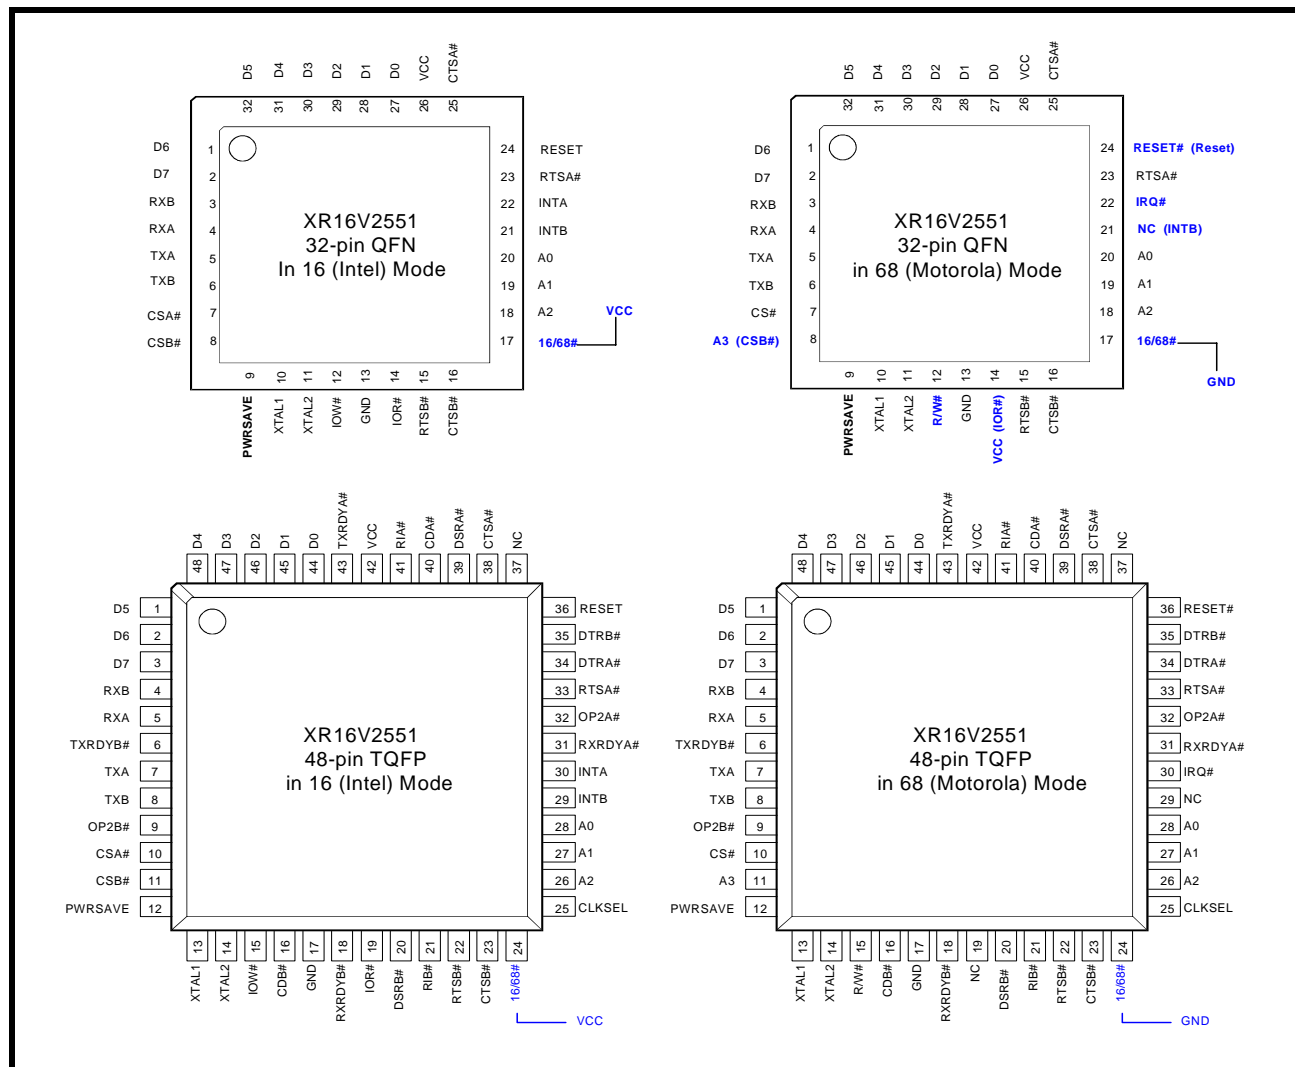 D5 D4 D3 D2 D1 D0 VCC CTSA#
32 31 30 29 28 27 26 25
D6 1 24 RESET
D7 2 23 RTSA#
RXB 3 22 INTA
RXA 4 21 INTB
TXA 5 20 A0
TXB 6 19 A1
CSA# 7 18 A2 VCC
CSB# 8 17 16/68#
XR16V2551
32-pin QFN
In 16 (Intel) Mode
9 10 11 12 13 14 15 16
PWRSAVE XTAL1 XTAL2 IOW# GND IOR# RTSB# CTSB#
D5 D4 D3 D2 D1 D0 VCC CTSA#
32 31 30 29 28 27 26 25
D6 1 24 RESET# (Reset)
D7 2 23 RTSA#
RXB 3 22 IRQ#
RXA 4 21 NC (INTB)
TXA 5 20 A0
TXB 6 19 A1
CS# 7 18 A2
A3 (CSB#) 8 17 16/68#
GND
XR16V2551
32-pin QFN
in 68 (Motorola) Mode
9 10 11 12 13 14 15 16
PWRSAVE XTAL1 XTAL2 R/W# GND VCC (IOR#) RTSB# CTSB#
D4 D3 D2 D1 D0 TXRDYA# VCC RIA# CDA# DSRA# CTSA# NC
48 47 46 45 44 43 42 41 40 39 38 37
D5 1 36 RESET
D6 2 35 DTRB#
D7 3 34 DTRA#
RXB 4 33 RTSA#
RXA 5 32 OP2A#
TXRDYB# 6 31 RXRDYA#
TXA 7 30 INTA
TXB 8 29 INTB
OP2B# 9 28 A0
CSA# 10 27 A1
CSB# 11 26 A2
PWRSAVE 12 25 CLKSEL
XR16V2551
48-pin TQFP
in 16 (Intel) Mode
13 14 15 16 17 18 19 20 21 22 23 24
XTAL1 XTAL2 IOW# CDB# GND RXRDYB# IOR# DSRB# RIB# RTSB# CTSB# 16/68#
VCC
D4 D3 D2 D1 D0 TXRDYA# VCC RIA# CDA# DSRA# CTSA# NC
48 47 46 45 44 43 42 41 40 39 38 37
D5 1 36 RESET#
D6 2 35 DTRB#
D7 3 34 DTRA#
RXB 4 33 RTSA#
RXA 5 32 OP2A#
TXRDYB# 6 31 RXRDYA#
TXA 7 30 IRQ#
TXB 8 29 NC
OP2B# 9 28 A0
CS# 10 27 A1
A3 11 26 A2
PWRSAVE 12 25 CLKSEL
XR16V2551
48-pin TQFP
in 68 (Motorola) Mode
13 14 15 16 17 18 19 20 21 22 23 24
XTAL1 XTAL2 R/W# CDB# GND RXRDYB# NC DSRB# RIB# RTSB# CTSB# 16/68#
GND